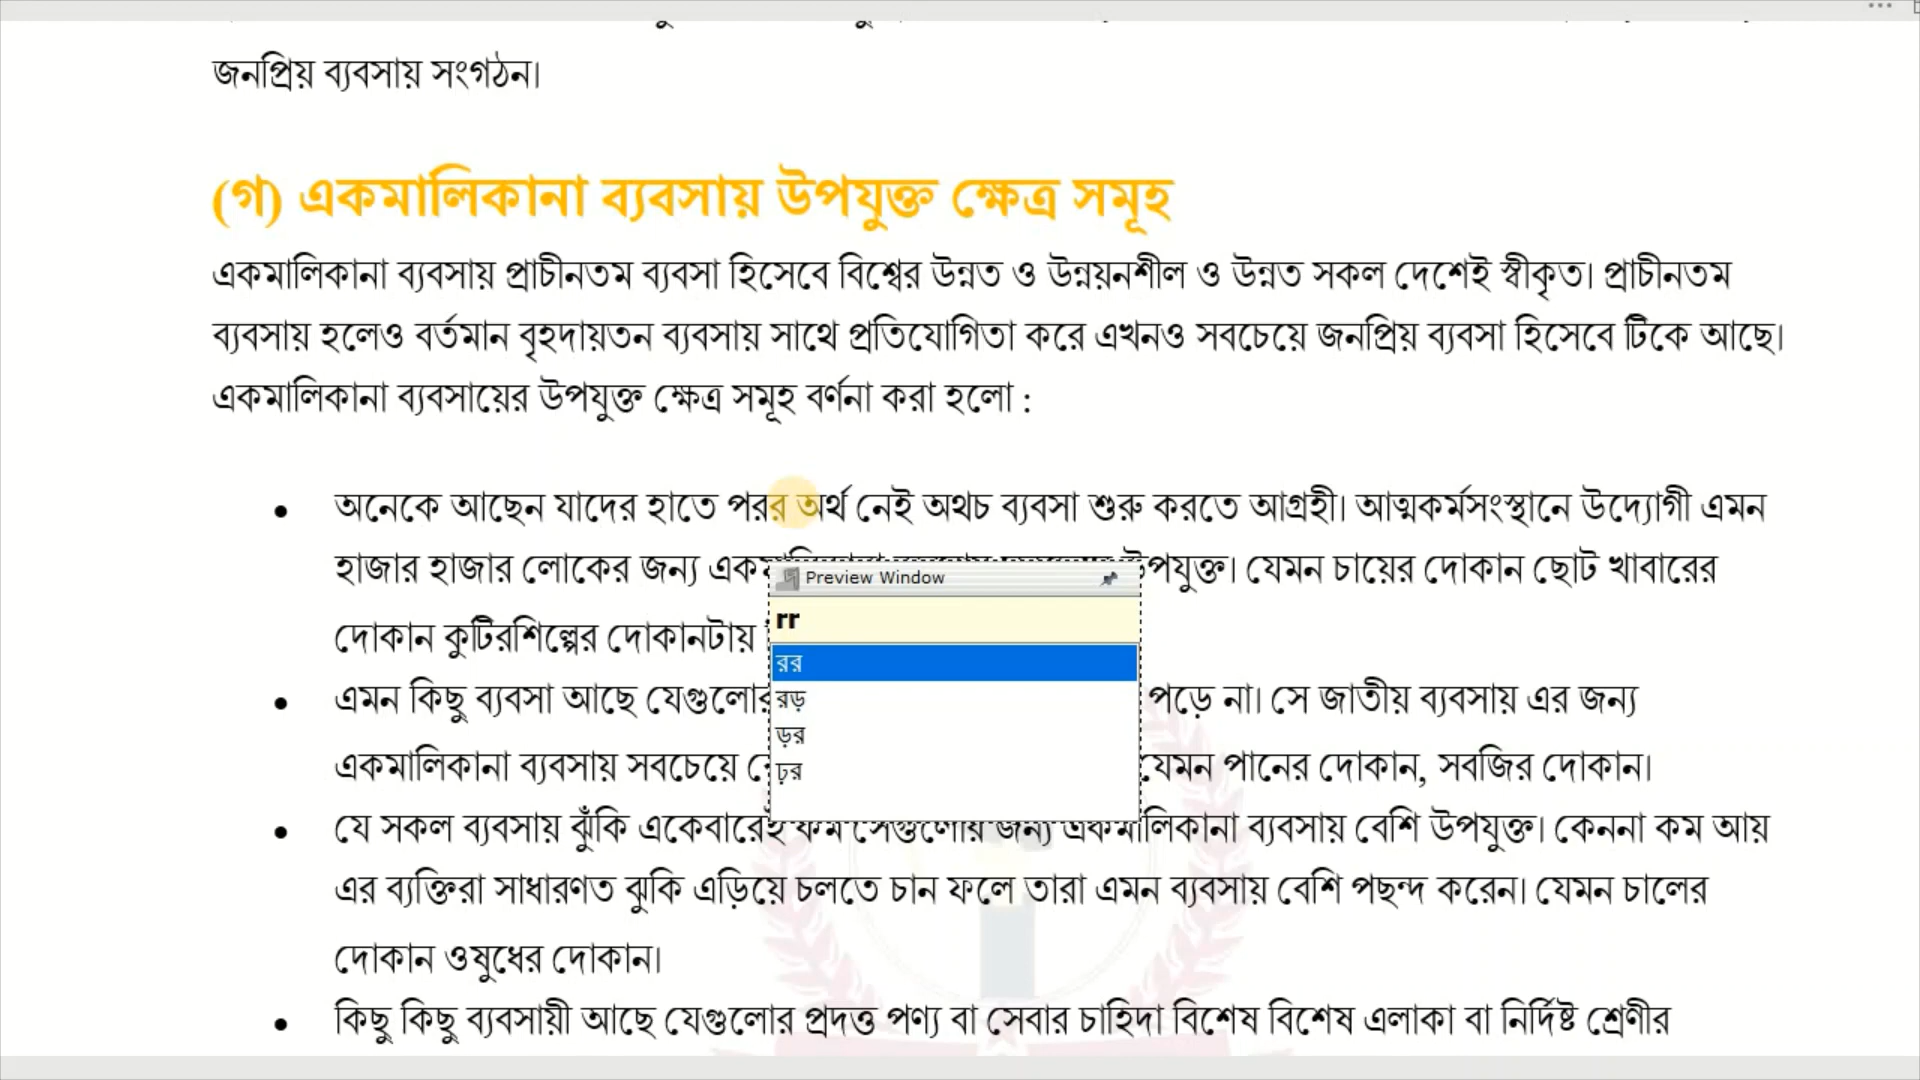 জনপ্রিয় ব্যবসায় সংগঠন।
(গ) একমালিকানা ব্যবসায় উপযুক্ত ক্ষেত্র সমূহ
একমালিকানা ব্যবসায় প্রাচীনতম ব্যবসা হিসেবে বিশ্বের উন্নত ও উন্নয়নশীল ও উন্নত সকল দেশেই স্বীকৃত। প্রাচীনতম
ব্যবসায় হলেও বর্তমান বৃহদায়তন ব্যবসায় সাথে প্রতিযোগিতা করে এখনও সবচেয়ে জনপ্রিয় ব্যবসা হিসেবে টিকে আছে।
একমালিকানা ব্যবসায়ের উপযুক্ত ক্ষেত্র সমূহ বর্ণনা করা হলো :
• অনেকে আছেন যাদের হাতে পরর অর্থ নেই অথচ ব্যবসা শুরু করতে আগ্রহী। আত্মকর্মসংস্থানে উদ্যোগী এমন
হাজার হাজার লোকের জন্য উপযুক্ত। যেমন চায়ের দোকান ছোট খাবারের
Preview Window
rr
রর
রড়
ড়র
ঢ়র
দোকান কুটিরশিল্পের দোকানটায়
• এমন কিছু ব্যবসা আছে যেগুলোর পড়ে না। সে জাতীয় ব্যবসায় এর জন্য
একমালিকানা ব্যবসায় সবচেয়ে যেমন পানের দোকান, সবজির দোকান।
• যে সকল ব্যবসায় ঝুঁকি একেবারেই কম সেগুলোর জন্য একমালিকানা ব্যবসায় বেশি উপযুক্ত। কেননা কম আয়
এর ব্যক্তিরা সাধারণত ঝুকি এড়িয়ে চলতে চান ফলে তারা এমন ব্যবসায় বেশি পছন্দ করেন। যেমন চালের
দোকান ওষুধের দোকান।
• কিছু কিছু ব্যবসায়ী আছে যেগুলোর প্রদত্ত পণ্য বা সেবার চাহিদা বিশেষ বিশেষ এলাকা বা নির্দিষ্ট শ্রেণীর